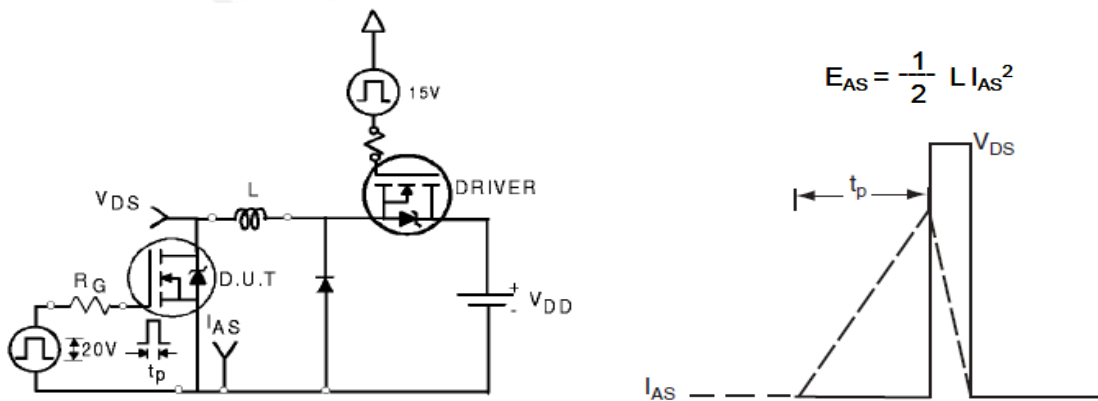 15V
DRIVER
L
VDS
D.U.T
RG
IAS
+
-
VDD
20V
tp
EAS = 1/2 L IAS²
VDS
tp
IAS